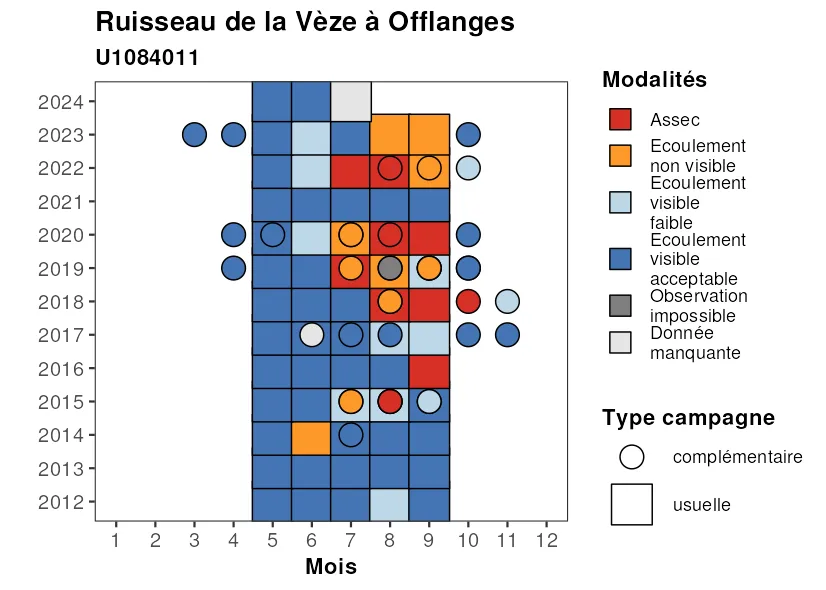 Ruisseau de la Vèze à Offlanges
U1084011
2024
2023
2022
2021
2020
2019
2018
2017
2016
2015
2014
2013
2012
1 2 3 4 5 6 7 8 9 10 11 12
Mois
Modalités
Assec
Ecoulement
non visible
Ecoulement
visible
faible
Ecoulement
visible
acceptable
Observation
impossible
Donnée
manquante
Type campagne
complémentaire
usuelle